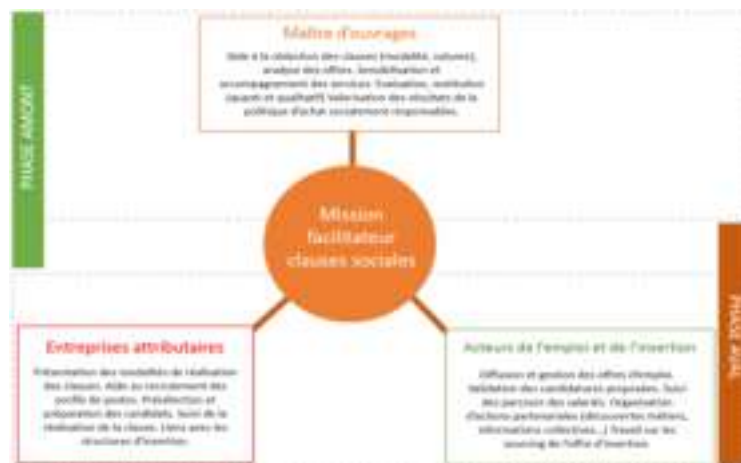 PHASE AMONT
Maître d'ouvrages
Aide à la rédaction des clauses (modalité, volumes),
analyse des offres. Sensibilisation et
accompagnement des services. Evaluation, restitution
(quanti et qualitatif) Valorisation des résultats de la
politique d'achat socialement responsables.
Mission
facilitateur
clauses sociales
PHASE AVAL
Entreprises attributaires
Présentation des modalités de réalisation
des clauses. Aide au recrutement des
profils de postes. Présélection et
préparation des candidats. Suivi de la
réalisation de la clause. Liens avec les
structures d'insertion.
Acteurs de l'emploi et de l'insertion
Diffusion et gestion des offres d'emploi.
Validation des candidatures proposées. Suivi
des parcours des salariés. Organisation
d'actions partenariales (découvertes métiers,
informations collectives...) Travail sur les
sourcing de l'offre d'insertion